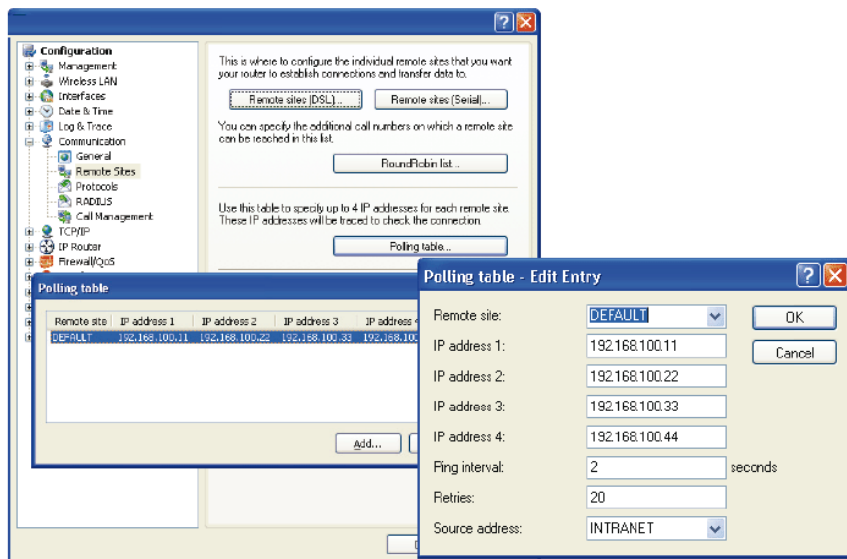 Configuration
Management
Wireless LAN
Interfaces
Date & Time
Log & Trace
Communication
General
Remote Sites
Protocols
RADIUS
Call Management
TCP/IP
IP Router
Firewall/QoS
This is where to configure the individual remote sites that you want
your router to establish connections and transfer data to.
Remote sites (DSL)...
Remote sites (Serial)...
You can specify the additional call numbers on which a remote site
can be reached in this list.
RoundRobin list...
Use this table to specify up to 4 IP addresses for each remote site.
These IP addresses will be traced to check the connection.
Polling table...
Polling table
Remote site IP address 1 IP address 2 IP address 3 IP address
DEFAULT 192.168.100.11 192.168.100.22 192.168.100.33 192.168.100
Add...
Polling table - Edit Entry
Remote site: DEFAULT
OK
IP address 1: 192.168.100.11
Cancel
IP address 2: 192.168.100.22
IP address 3: 192.168.100.33
IP address 4: 192.168.100.44
Ping interval: 2 seconds
Retries: 20
Source address: INTRANET